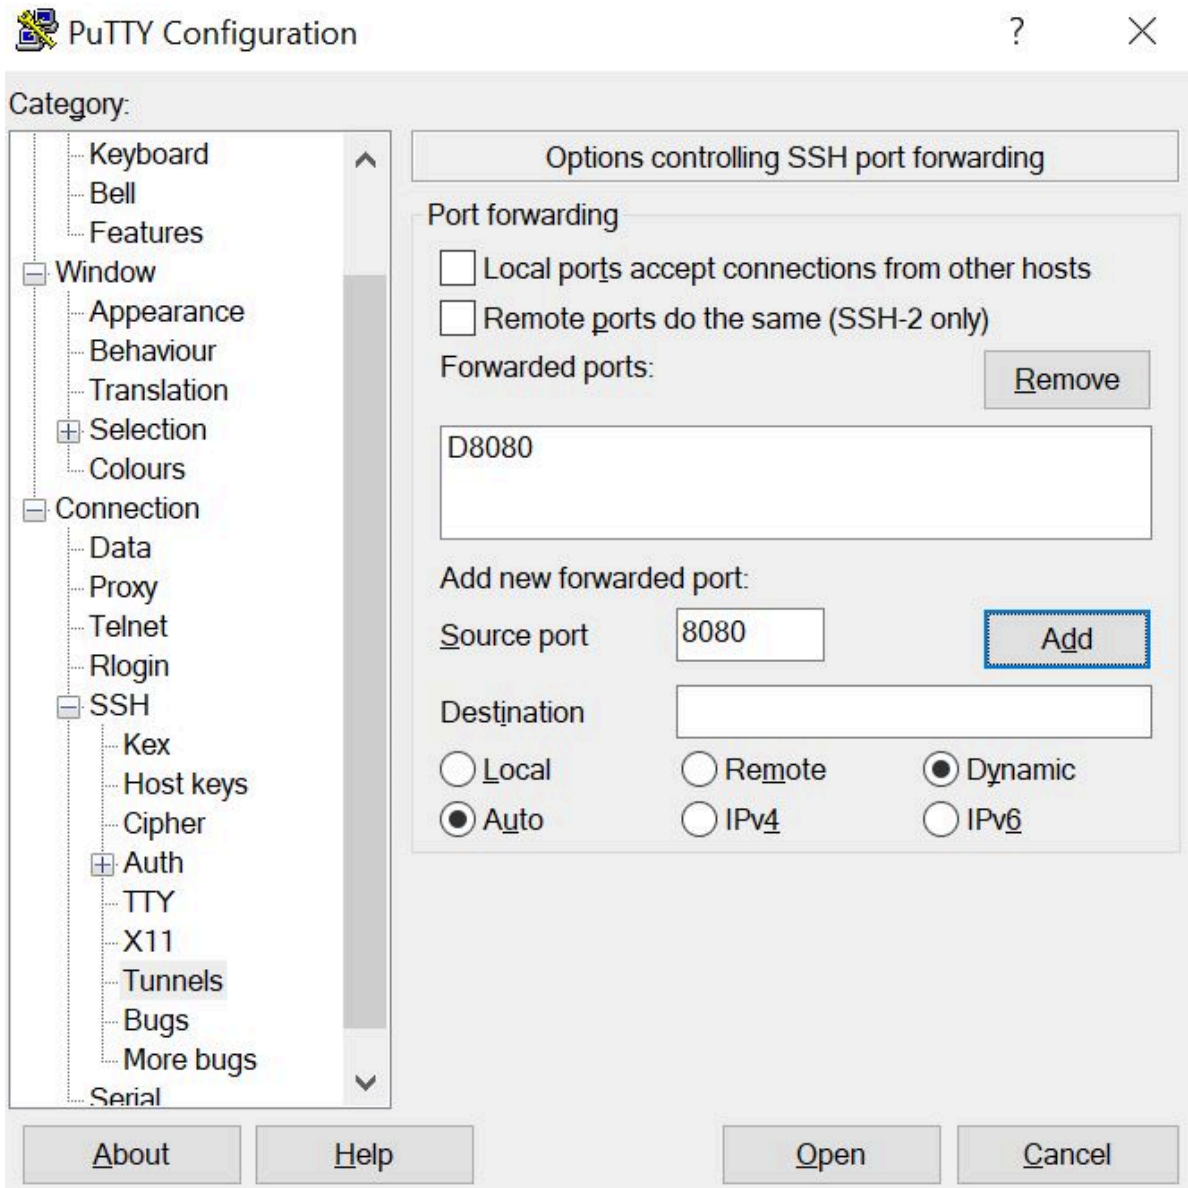 PuTTY Configuration
?
Category:
Keyboard
Bell
Features
Window
Appearance
Behaviour
Translation
Selection
Colours
Connection
Data
Proxy
Telnet
Rlogin
SSH
Kex
Host keys
Cipher
Auth
TTY
X11
Tunnels
Bugs
More bugs
Serial
Options controlling SSH port forwarding
Port forwarding
Local ports accept connections from other hosts
Remote ports do the same (SSH-2 only)
Forwarded ports:
Remove
D8080
Add new forwarded port:
Source port 8080 Add
Destination
Local Remote Dynamic
Auto IPv4 IPv6
About Help Open Cancel